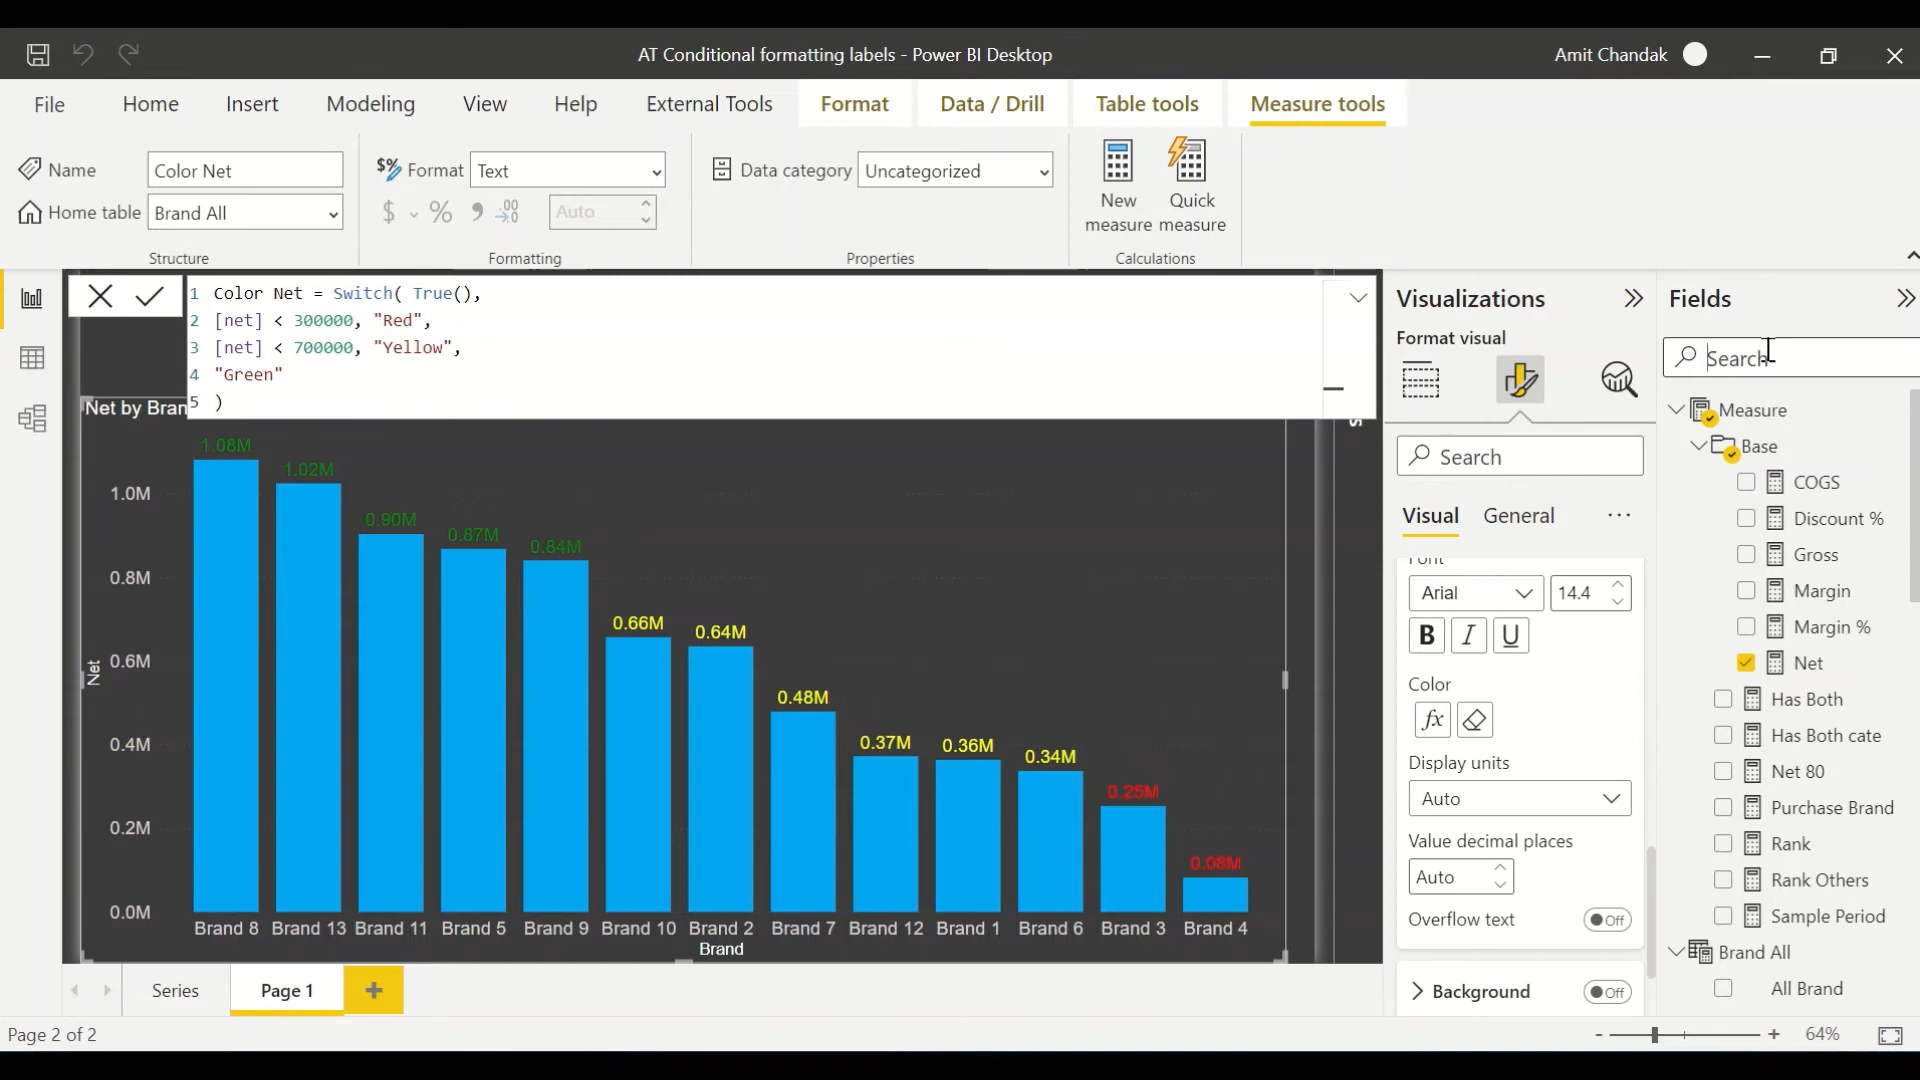 AT Conditional formatting labels - Power BI Desktop
Amit Chandak
File
Home
Insert
Modeling
View
Help
External Tools
Format
Data / Drill
Table tools
Measure tools
Name
Color Net
Home table
Brand All
Structure
$%
Format
Text
$
%
,
.00
Auto
Formatting
Data category
Uncategorized
Properties
New
measure
Quick
measure
Calculations
1 Color Net = Switch( True(),
2 [net] < 300000, "Red",
3 [net] < 700000, "Yellow",
4 "Green"
5 )
Net by Bran
1.08M
1.02M
0.90M
0.87M
0.84M
0.66M
0.64M
0.48M
0.37M
0.36M
0.34M
0.25M
0.08M
1.0M
0.8M
0.6M
0.4M
0.2M
0.0M
Net
Brand 8
Brand 13
Brand 11
Brand 5
Brand 9
Brand 10
Brand 2
Brand 7
Brand 12
Brand 1
Brand 6
Brand 3
Brand 4
Brand
Series
Page 1
Page 2 of 2
64%
Visualizations
Format visual
Search
Visual
General
Font
Arial
14.4
B
I
U
Color
fx
Display units
Auto
Value decimal places
Auto
Overflow text
Off
Background
Off
Fields
Search
Measure
Base
COGS
Discount %
Gross
Margin
Margin %
Net
Has Both
Has Both cate
Net 80
Purchase Brand
Rank
Rank Others
Sample Period
Brand All
All Brand